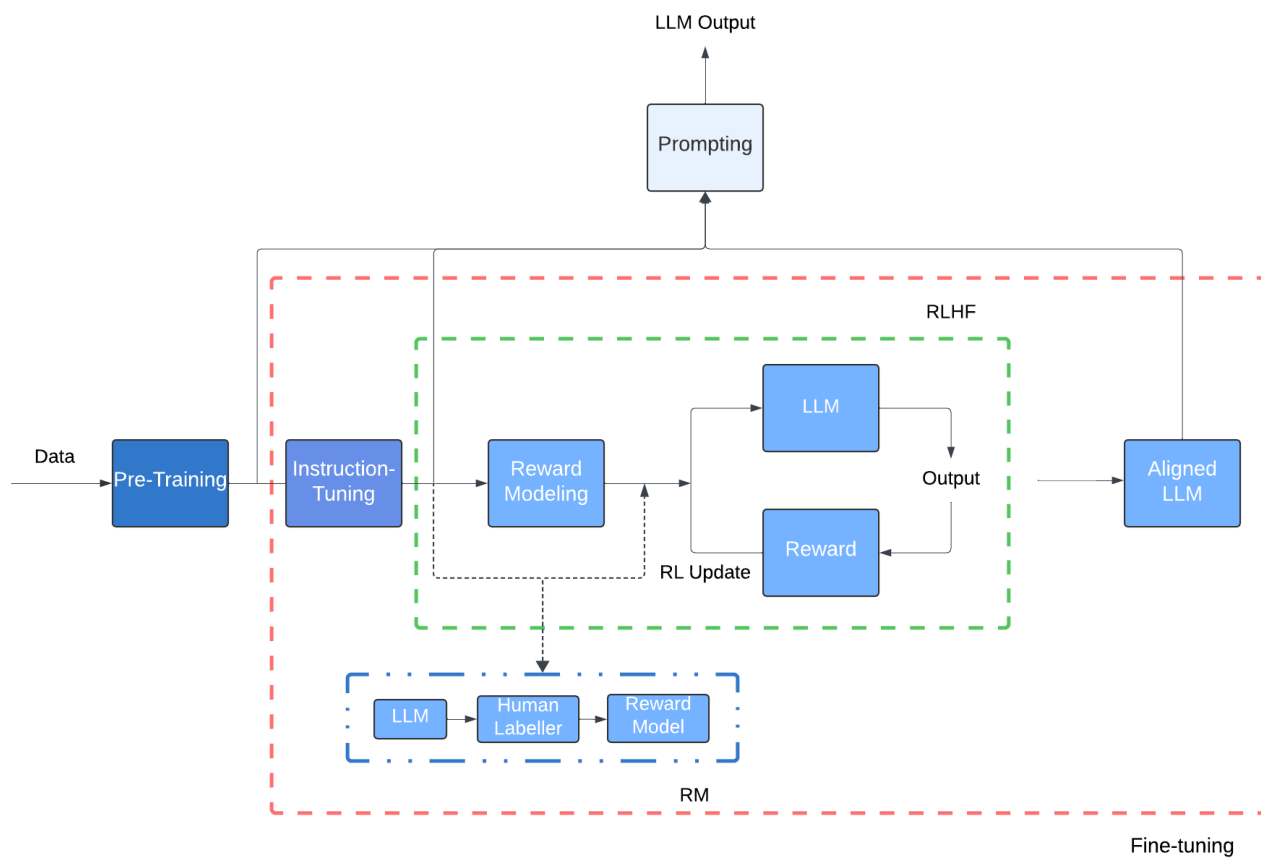 LLM Output
Prompting
RLHF
LLM
Data
Pre-Training
Instruction-
Tuning
Reward
Modeling
Output
Aligned
LLM
Reward
RL Update
LLM
Human
Labeller
Reward
Model
RM
Fine-tuning